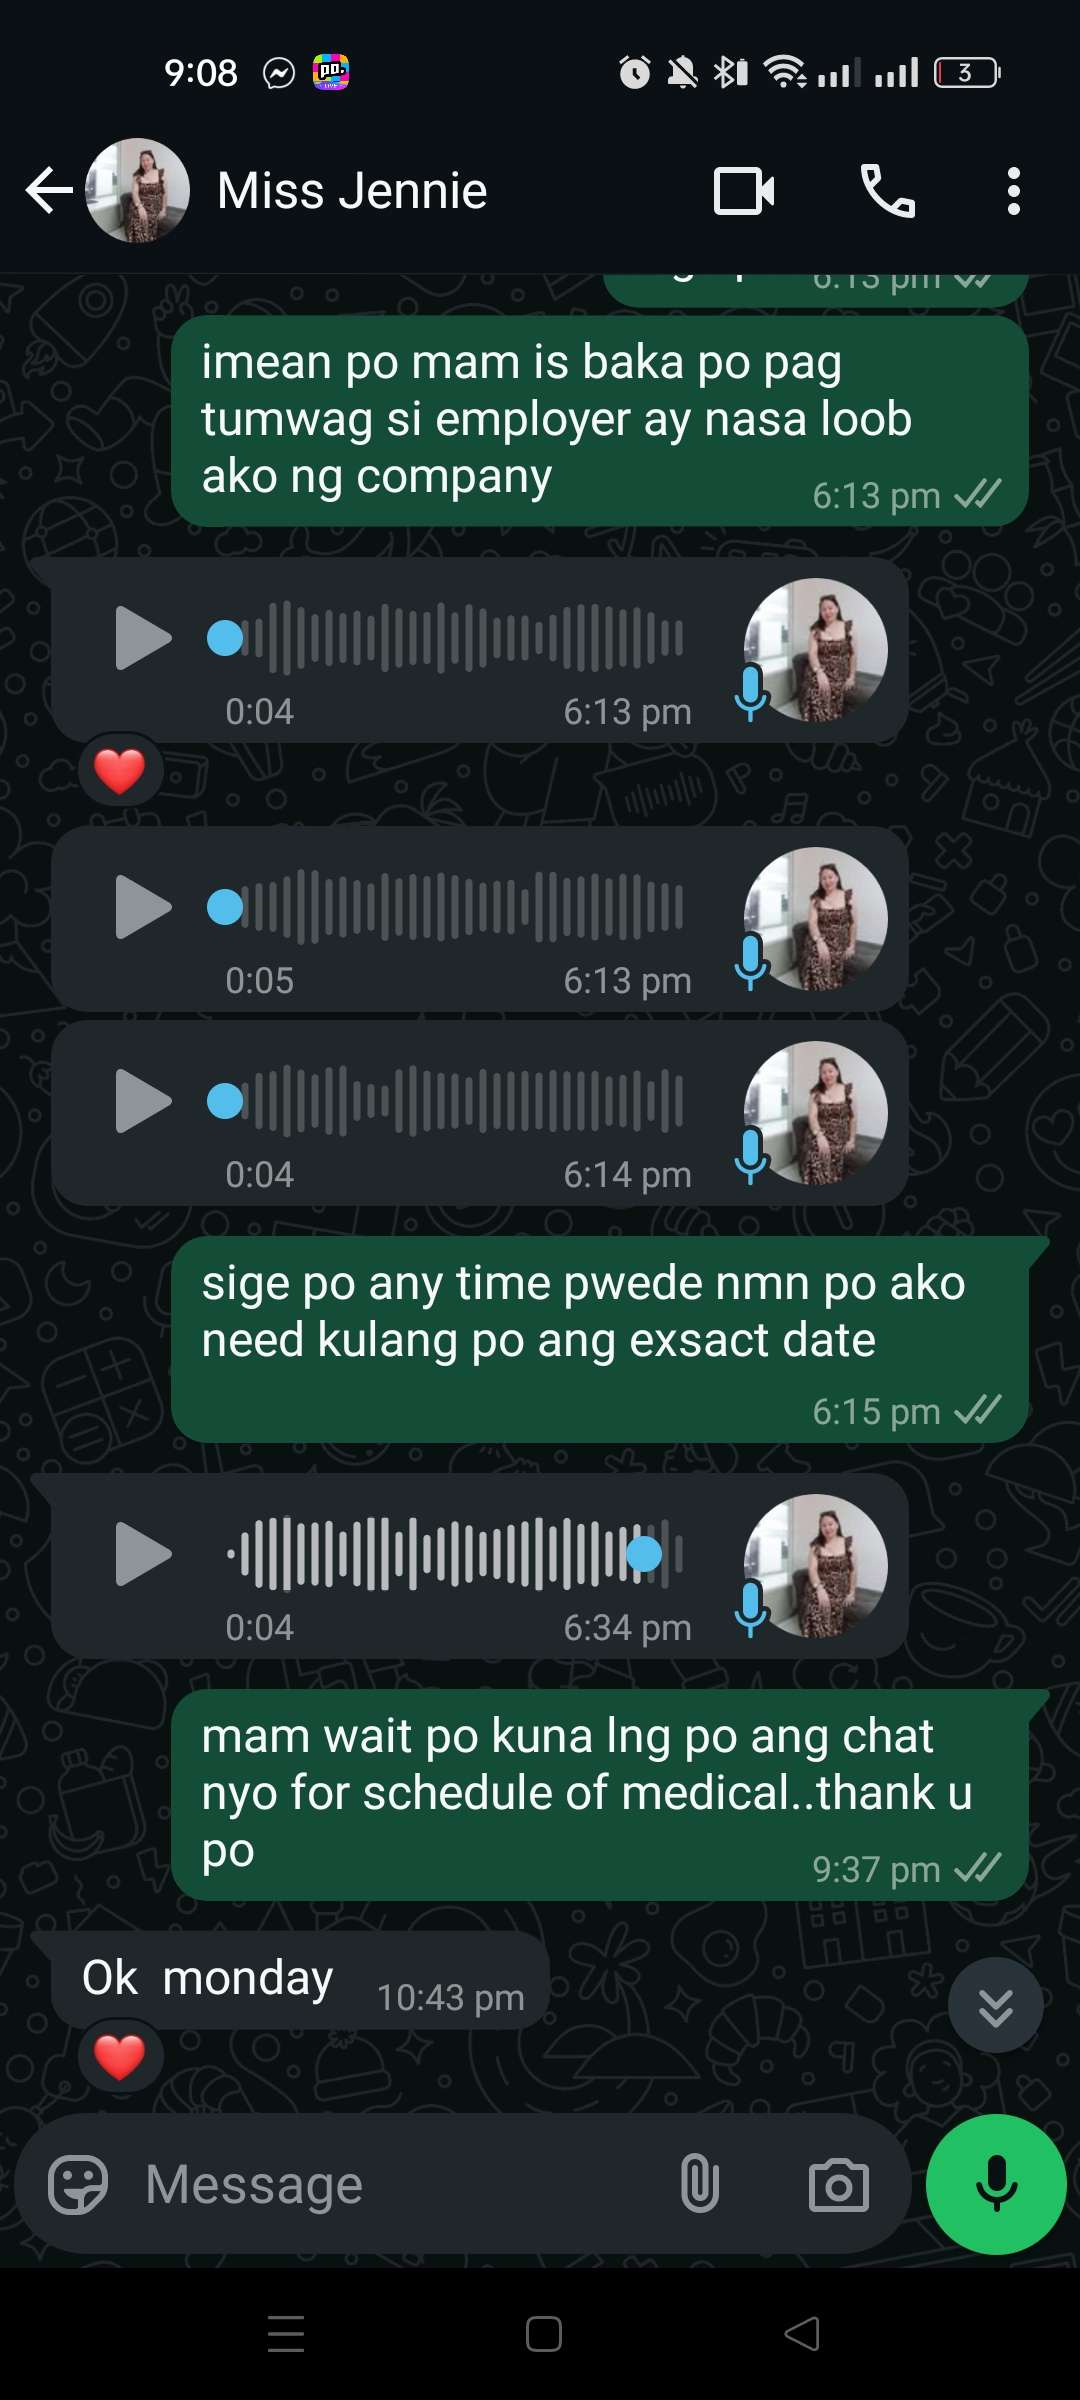 9:08
po.
LIVE
3
Miss Jennie
6:13 pm
imean po mam is baka po pag
tumwag si employer ay nasa loob
ako ng company
6:13 pm
0:04
6:13 pm
0:05
6:13 pm
0:04
6:14 pm
sige po any time pwede nmn po ako
need kulang po ang exsact date
6:15 pm
0:04
6:34 pm
mam wait po kuna lng po ang chat
nyo for schedule of medical..thank u
po
9:37 pm
Ok monday
10:43 pm
Message